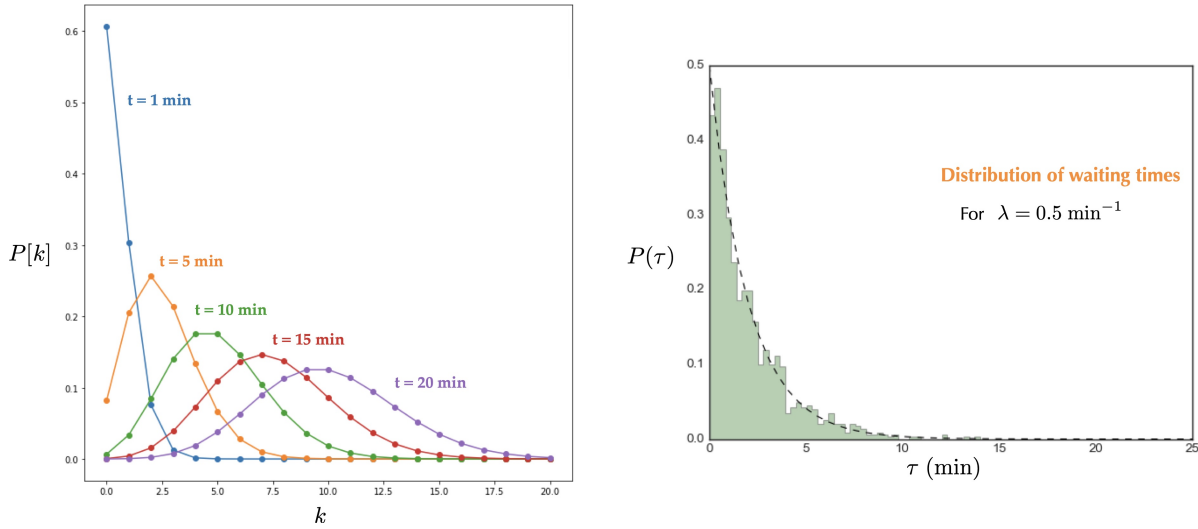 0.6
0.5
0.4
0.3
0.2
0.1
0.0
P[k]
t = 1 min
t = 5 min
t = 10 min
t = 15 min
t = 20 min
0.0 2.5 5.0 7.5 10.0 12.5 15.0 17.5 20.0
k
0.5
0.4
0.3
0.2
0.1
0.0
P(τ)
Distribution of waiting times
For λ = 0.5 min⁻¹
0 5 10 15 20 25
τ (min)